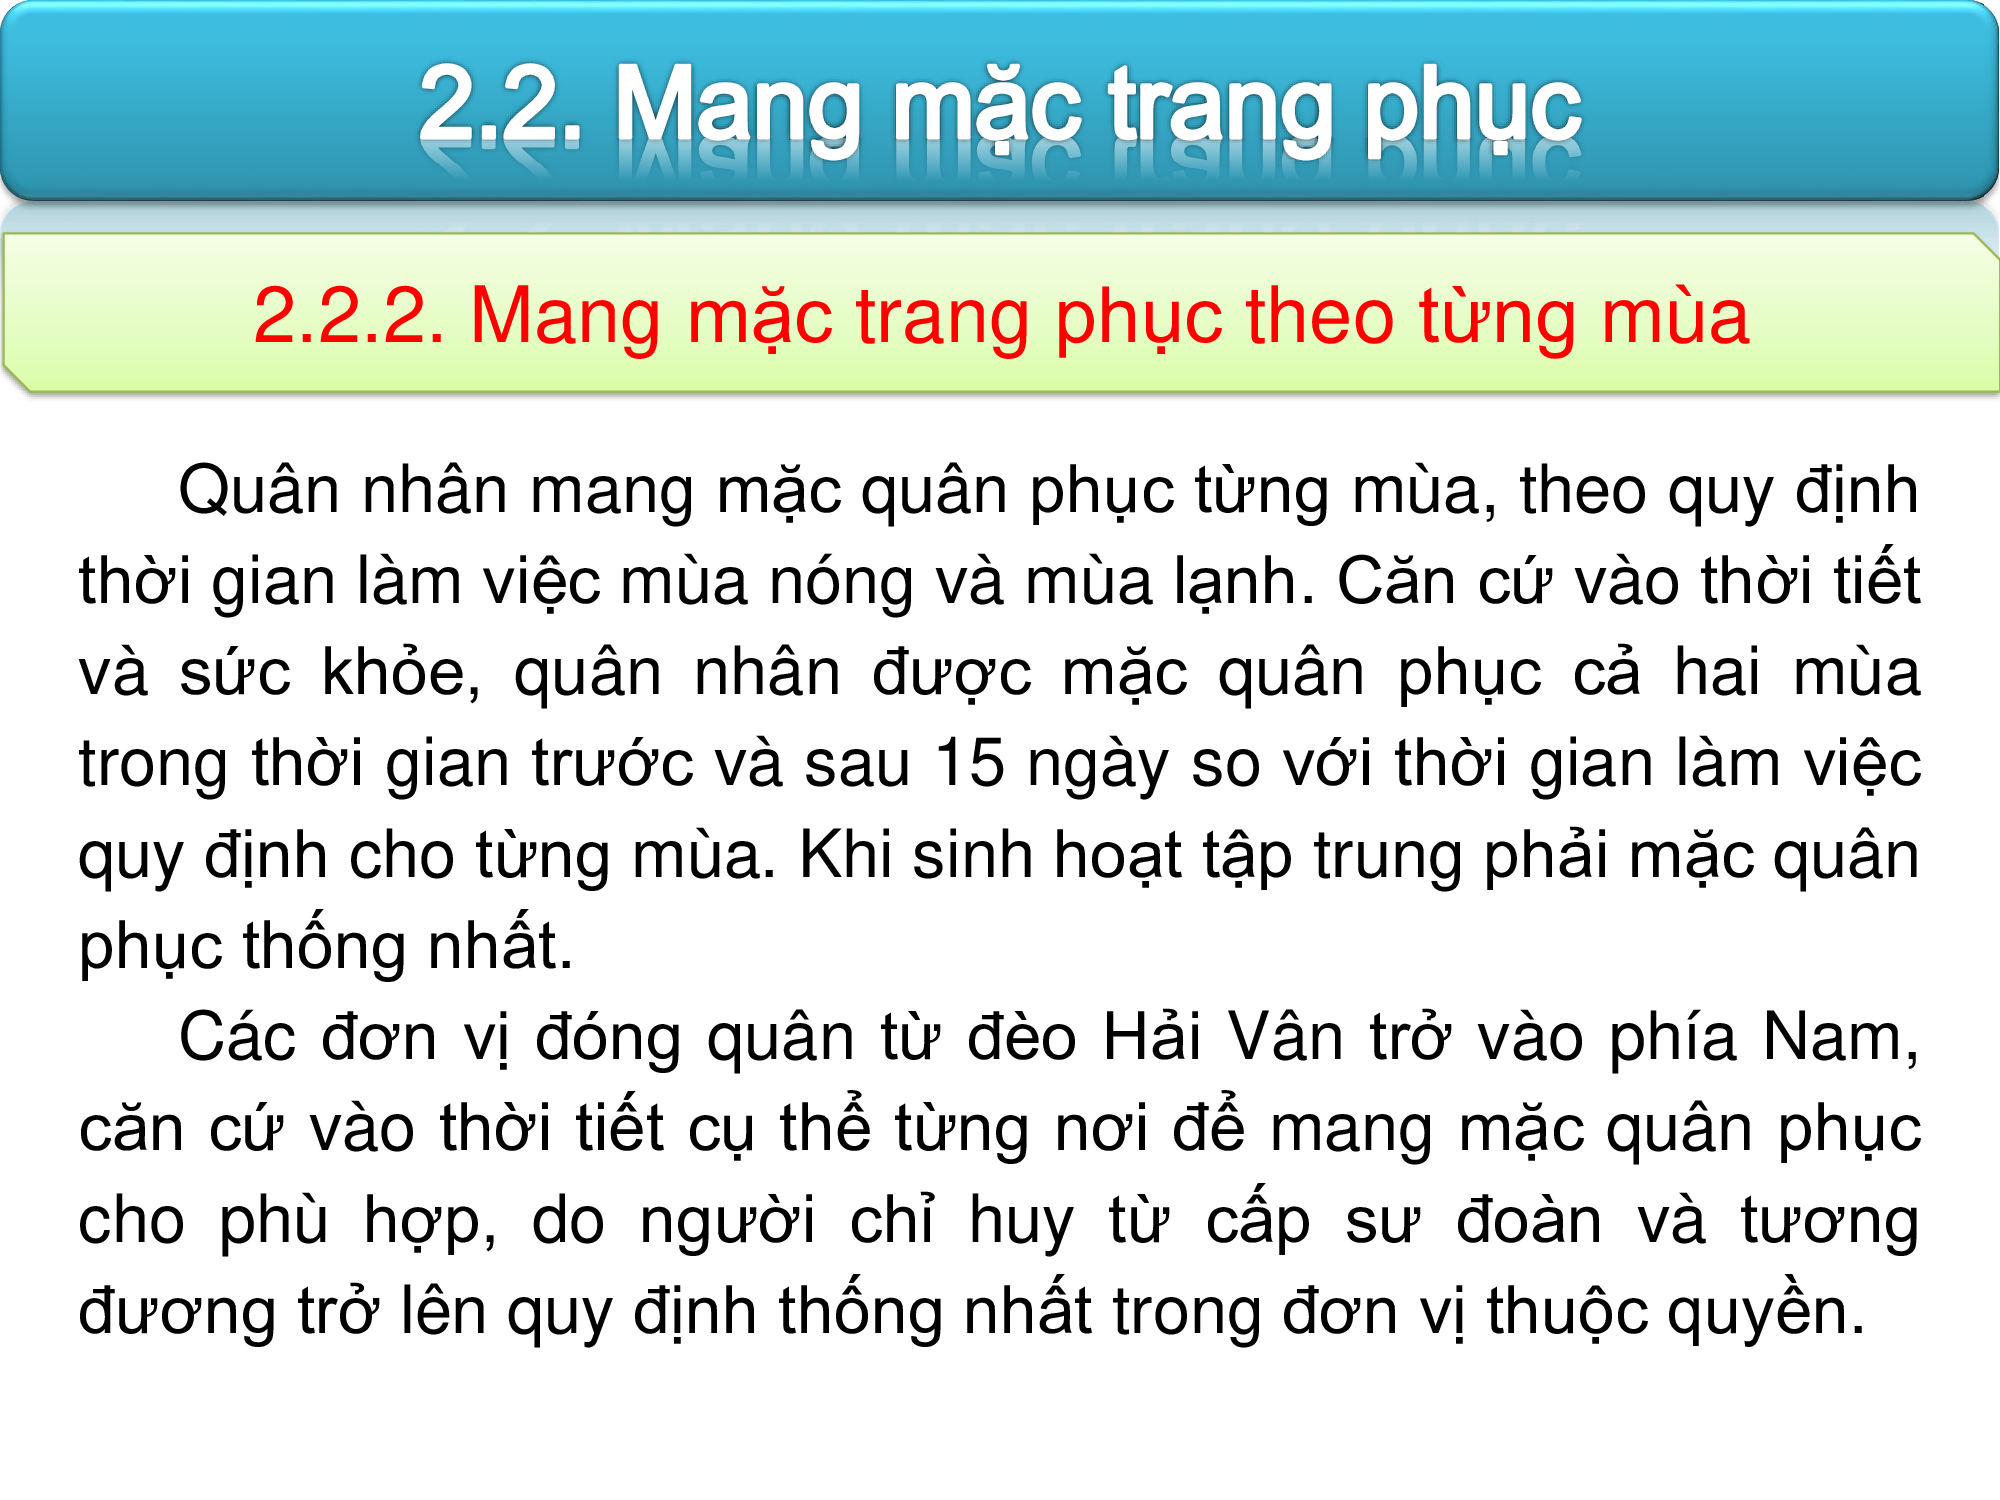 2.2. Mang mặc trang phục
2.2.2. Mang mặc trang phục theo từng mùa
Quân nhân mang mặc quân phục từng mùa, theo quy định
thời gian làm việc mùa nóng và mùa lạnh. Căn cứ vào thời tiết
và sức khỏe, quân nhân được mặc quân phục cả hai mùa
trong thời gian trước và sau 15 ngày so với thời gian làm việc
quy định cho từng mùa. Khi sinh hoạt tập trung phải mặc quân
phục thống nhất.
Các đơn vị đóng quân từ đèo Hải Vân trở vào phía Nam,
căn cứ vào thời tiết cụ thể từng nơi để mang mặc quân phục
cho phù hợp, do người chỉ huy từ cấp sư đoàn và tương
đương trở lên quy định thống nhất trong đơn vị thuộc quyền.